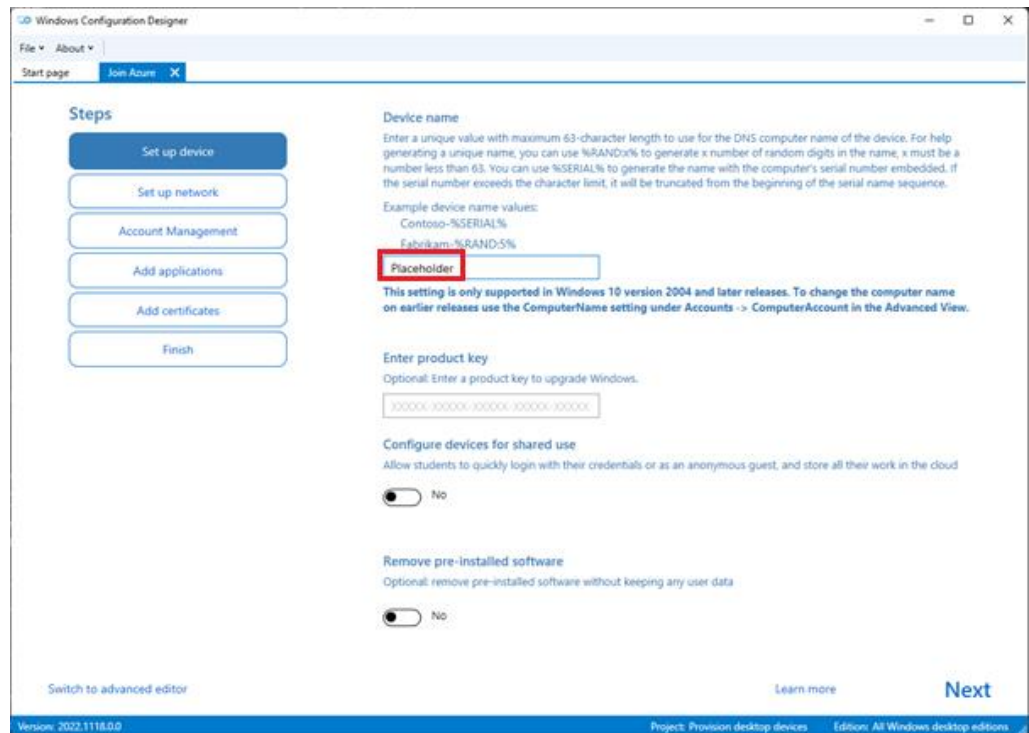 Windows Configuration Designer
File About
Start page Join Azure
Steps
Set up device
Set up network
Account Management
Add applications
Add certificates
Finish
Device name
Enter a unique value with maximum 63-character length to use for the DNS computer name of the device. For help
generating a unique name, you can use %RAND:x% to generate x number of random digits in the name, x must be a
number less than 63. You can use %SERIAL% to generate the name with the computer's serial number embedded. If
the serial number exceeds the character limit, it will be truncated from the beginning of the serial name sequence.
Example device name values:
Contoso-%SERIAL%
Fabrikam-%RAND:5%
Placeholder
This setting is only supported in Windows 10 version 2004 and later releases. To change the computer name
on earlier releases use the ComputerName setting under Accounts -> ComputerAccount in the Advanced View.
Enter product key
Optional: Enter a product key to upgrade Windows.
XXXXX-XXXXX-XXXXX-XXXXX-XXXXX
Configure devices for shared use
Allow students to quickly login with their credentials or as an anonymous guest, and store all their work in the cloud
No
Remove pre-installed software
Optional: remove pre-installed software without keeping any user data
No
Switch to advanced editor
Learn more
Next
Version: 2022.1118.0.0
Project: Provision desktop devices
Edition: All Windows desktop editions